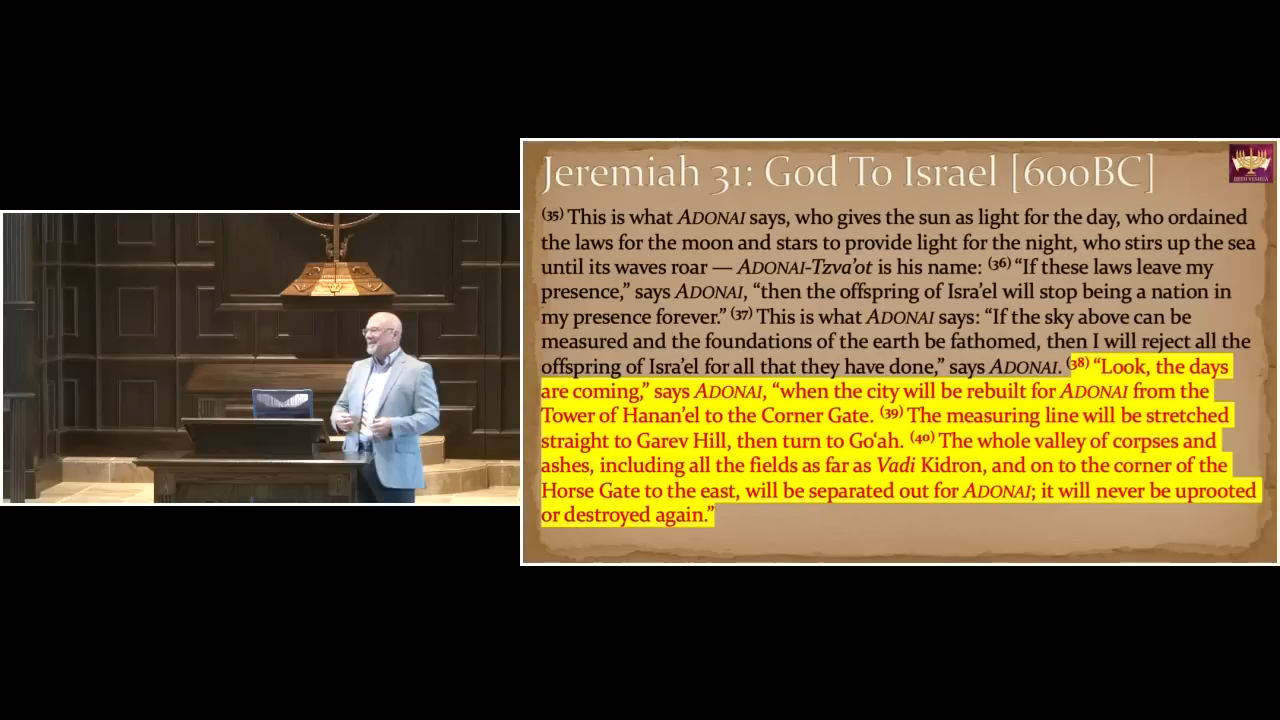 Jeremiah 31: God To Israel [600BC]
(35) This is what ADONAI says, who gives the sun as light for the day, who ordained
the laws for the moon and stars to provide light for the night, who stirs up the sea
until its waves roar — ADONAI-Tzva’ot is his name: (36) “If these laws leave my
presence,” says ADONAI, “then the offspring of Isra’el will stop being a nation in
my presence forever.” (37) This is what ADONAI says: “If the sky above can be
measured and the foundations of the earth be fathomed, then I will reject all the
offspring of Isra’el for all that they have done,” says ADONAI. (38) “Look, the days
are coming,” says ADONAI, “when the city will be rebuilt for ADONAI from the
Tower of Hanan’el to the Corner Gate. (39) The measuring line will be stretched
straight to Garev Hill, then turn to Go‘ah. (40) The whole valley of corpses and
ashes, including all the fields as far as Vadi Kidron, and on to the corner of the
Horse Gate to the east, will be separated out for ADONAI; it will never be uprooted
or destroyed again.”